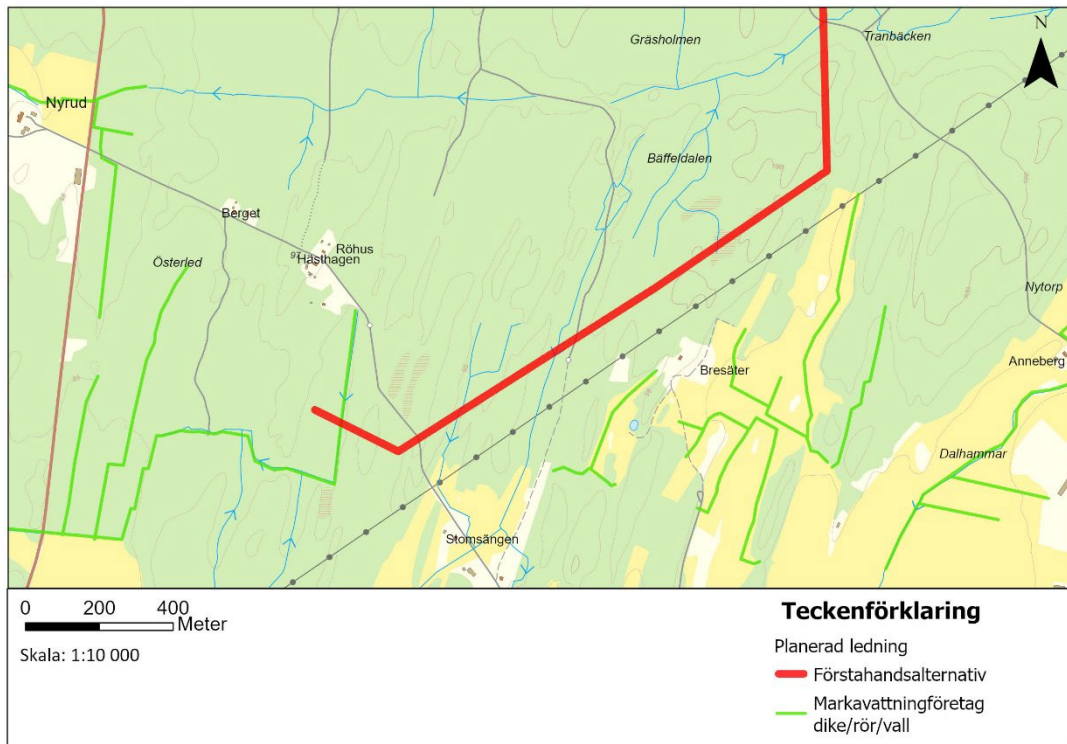 Gräsholmen
Tranbäcken
N
Nyrud
Bäffeldalen
Berget
Österled
97
Röhus
Hästhagen
Nytorp
Anneberg
Bresäter
Dalhammar
Stomsängen
0 200 400
Meter
Skala: 1:10 000
Teckenförklaring
Planerad ledning
Förstahandsalternativ
Markavattningföretag
dike/rör/vall